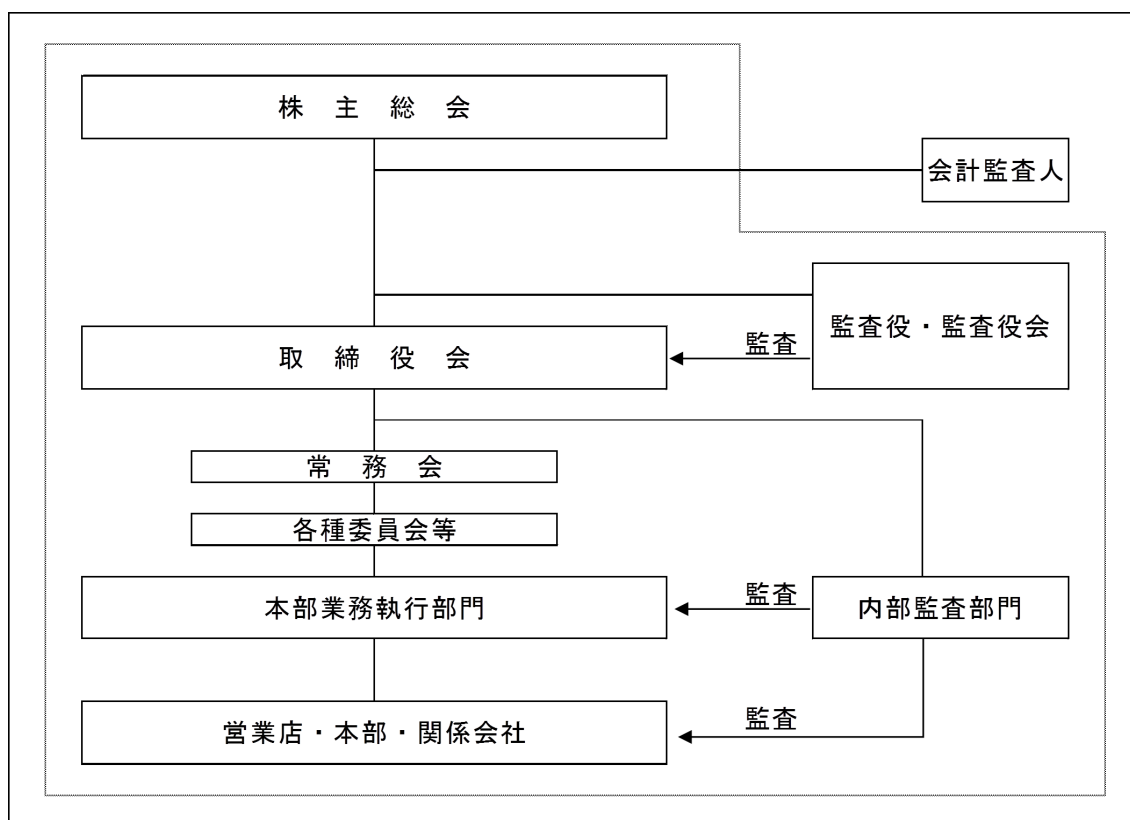 株 主 総 会
会計監査人
監査役・監査役会
監査
取 締 役 会
常 務 会
各種委員会等
本部業務執行部門
監査
内部監査部門
営業店・本部・関係会社
監査